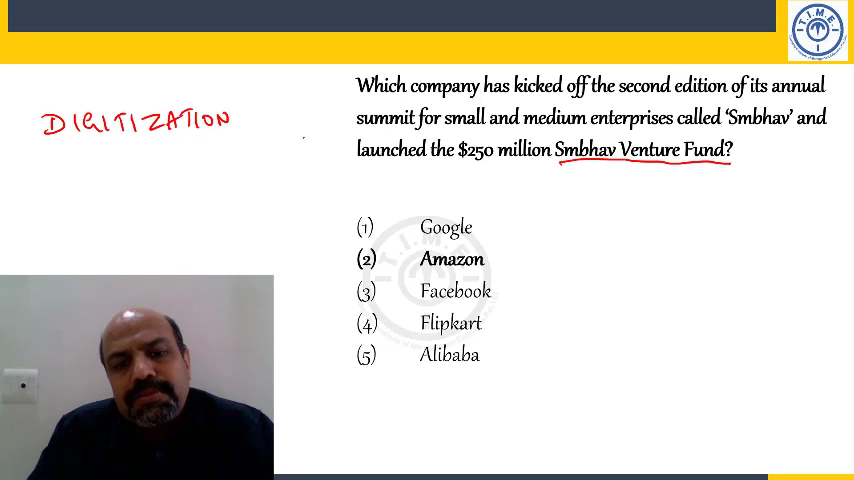 T.I.M.E.
DIGITIZATION
Which company has kicked off the second edition of its annual
summit for small and medium enterprises called ‘Smbhav’ and
launched the $250 million Smbhav Venture Fund?
(1) Google
(2) Amazon
(3) Facebook
(4) Flipkart
(5) Alibaba
T.I.M.E.